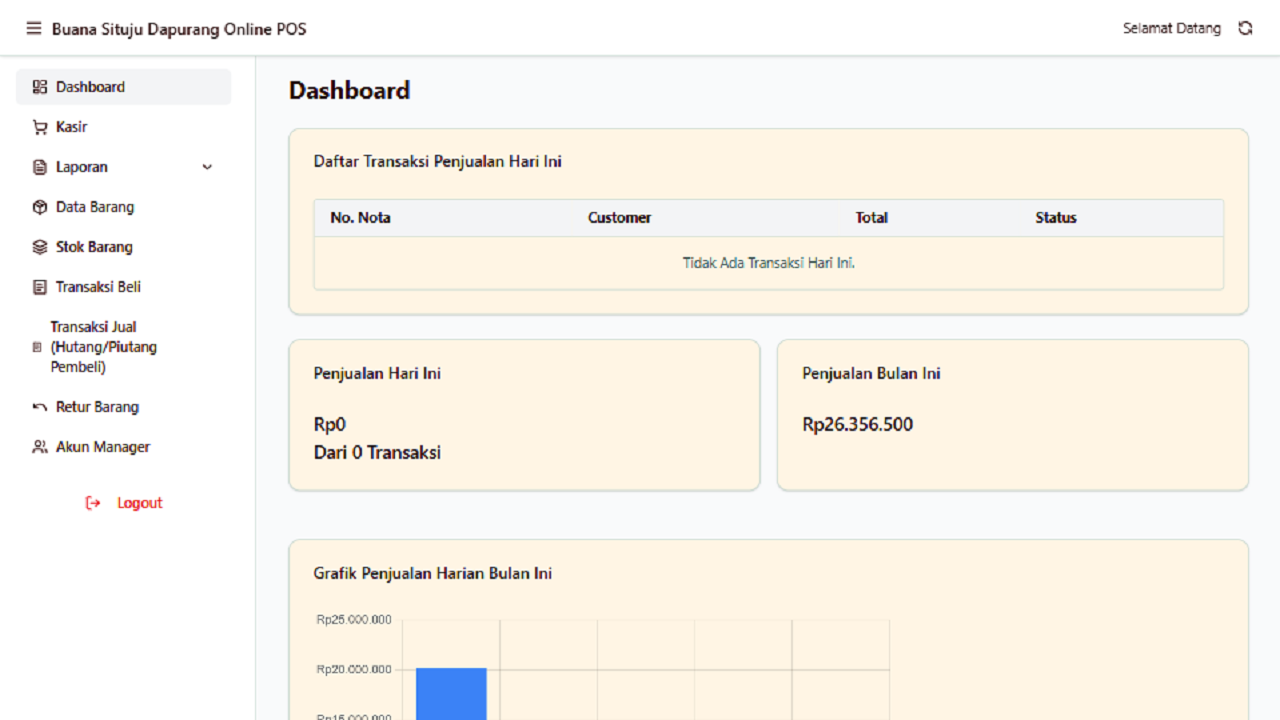 Buana Situju Dapurang Online POS
Selamat Datang
Dashboard
Kasir
Laporan
Data Barang
Stok Barang
Transaksi Beli
Transaksi Jual
(Hutang/Piutang
Pembeli)
Retur Barang
Akun Manager
Logout
Dashboard
Daftar Transaksi Penjualan Hari Ini
No. Nota Customer Total Status
Tidak Ada Transaksi Hari Ini.
Penjualan Hari Ini
Rp0
Dari 0 Transaksi
Penjualan Bulan Ini
Rp26.356.500
Grafik Penjualan Harian Bulan Ini
Rp25.000.000
Rp20.000.000
Rp15.000.000